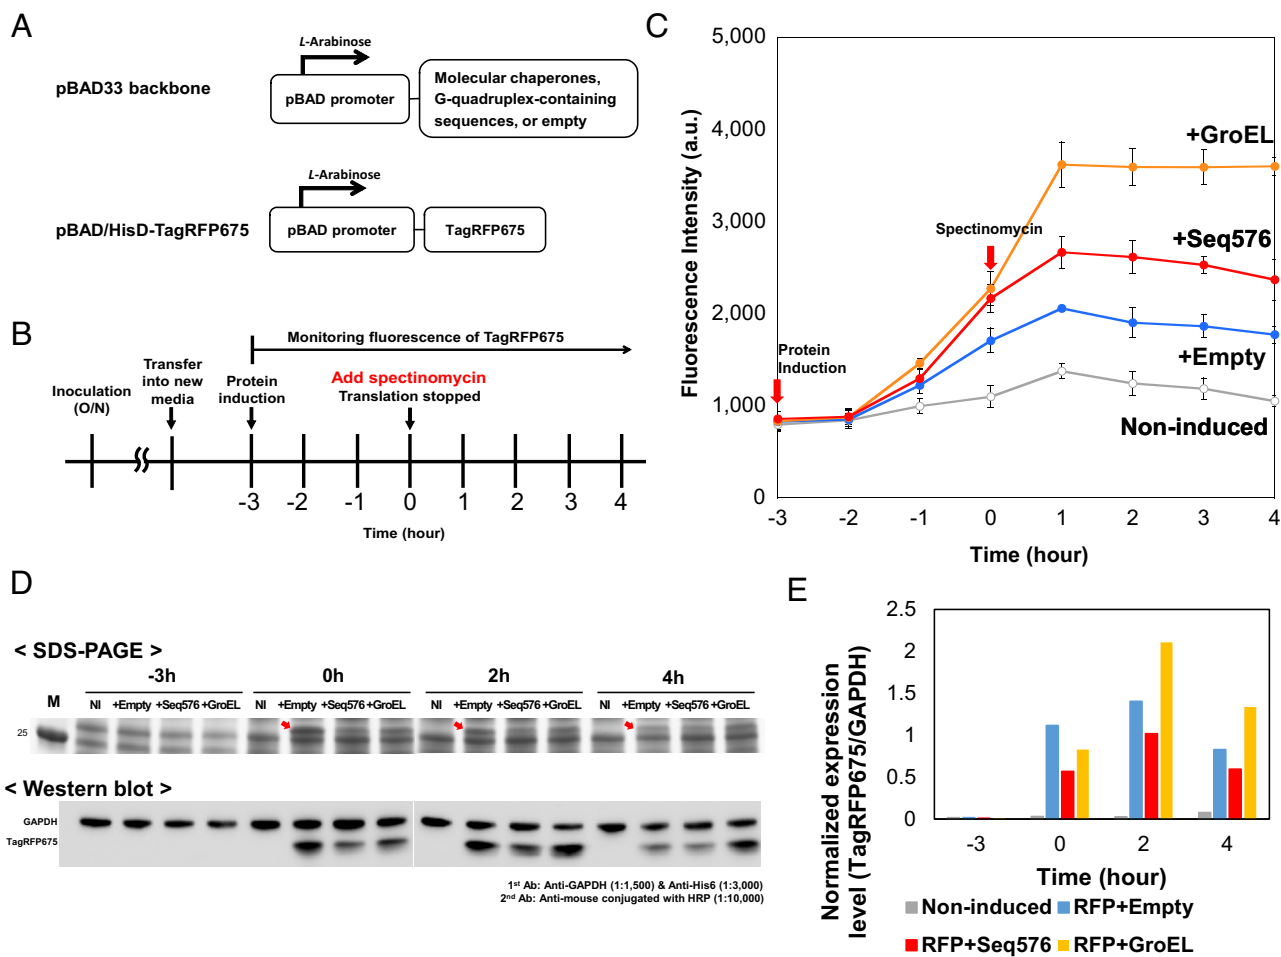 A
L-Arabinose
pBAD33 backbone
pBAD promoter
Molecular chaperones,
G-quadruplex-containing
sequences, or empty
L-Arabinose
pBAD/HisD-TagRFP675
pBAD promoter
TagRFP675
B
Monitoring fluorescence of TagRFP675
Inoculation
(O/N)
Transfer
into new
media
Protein
induction
Add spectinomycin
Translation stopped
-3 -2 -1 0 1 2 3 4
Time (hour)
C
Fluorescence Intensity (a.u.)
5,000
4,000
3,000
2,000
1,000
0
+GroEL
Spectinomycin
+Seq576
Protein
Induction
+Empty
Non-induced
-3 -2 -1 0 1 2 3 4
Time (hour)
D
< SDS-PAGE >
-3h 0h 2h 4h
M NI +Empty +Seq576 +GroEL NI +Empty +Seq576 +GroEL NI +Empty +Seq576 +GroEL NI +Empty +Seq576 +GroEL
25
< Western blot >
GAPDH
TagRFP675
1st Ab: Anti-GAPDH (1:1,500) & Anti-His6 (1:3,000)
2nd Ab: Anti-mouse conjugated with HRP (1:10,000)
E
Normalized expression
level (TagRFP675/GAPDH)
2.5
2
1.5
1
0.5
0
-3 0 2 4
Time (hour)
Non-induced RFP+Empty
RFP+Seq576 RFP+GroEL